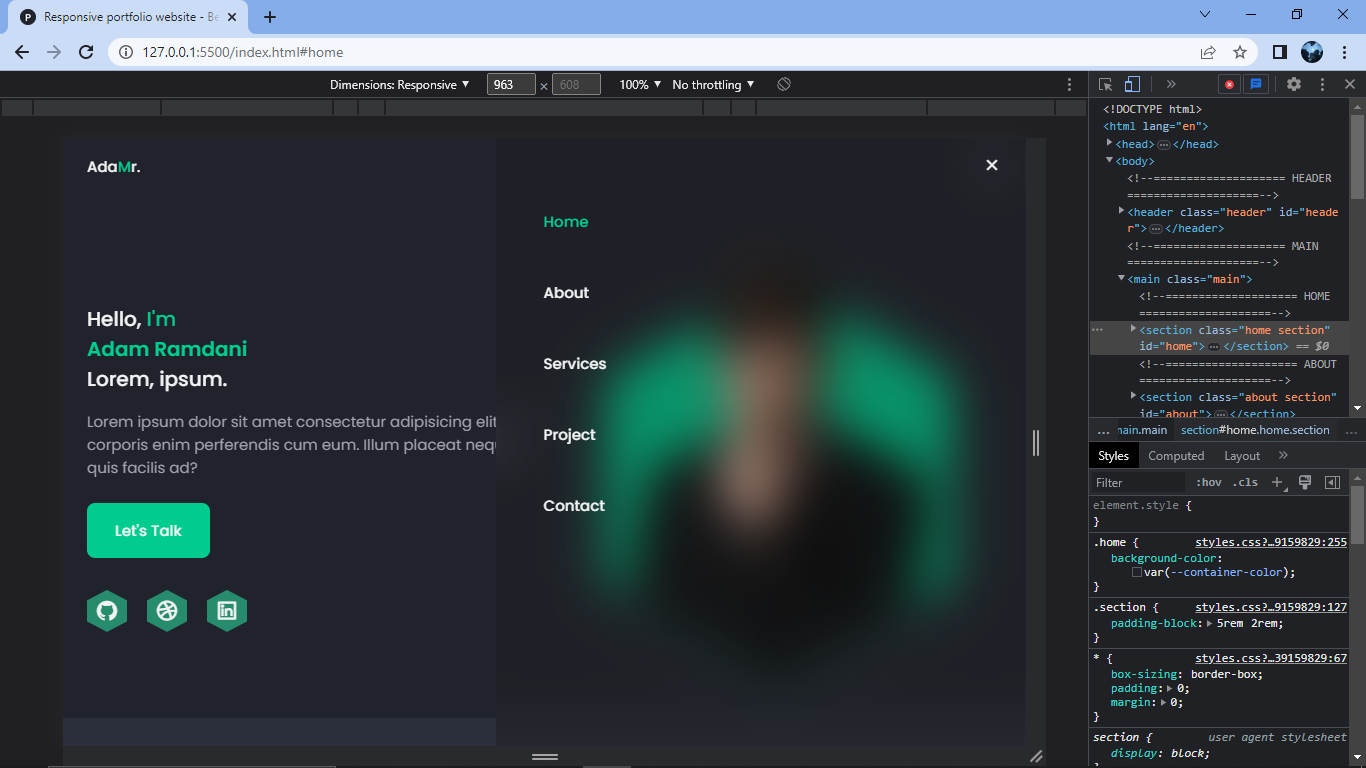 P
Responsive portfolio website - Be
127.0.0.1:5500/index.html#home
Dimensions: Responsive 963 × 608 100% No throttling
AdaMr.
Hello, I'm
Adam Ramdani
Lorem, ipsum.
Lorem ipsum dolor sit amet consectetur adipisicing elit
corporis enim perferendis cum eum. Illum placeat nequ
quis facilis ad?
Let's Talk
Home
About
Services
Project
Contact
<!DOCTYPE html>
<html lang="en">
<head>…</head>
<body>
<!--==================== HEADER
====================-->
<header class="header" id="heade
r">…</header>
<!--==================== MAIN
====================-->
<main class="main">
<!--==================== HOME
====================-->
… <section class="home section"
id="home">…</section> == $0
<!--==================== ABOUT
====================-->
<section class="about section"
id="about">…</section>
… main.main section#home.home.section …
Styles Computed Layout »
Filter :hov .cls +
element.style {
}
.home { styles.css?…9159829:255
background-color:
var(--container-color);
}
.section { styles.css?…9159829:127
padding-block: 5rem 2rem;
}
* { styles.css?…39159829:67
box-sizing: border-box;
padding: 0;
margin: 0;
}
section { user agent stylesheet
display: block;